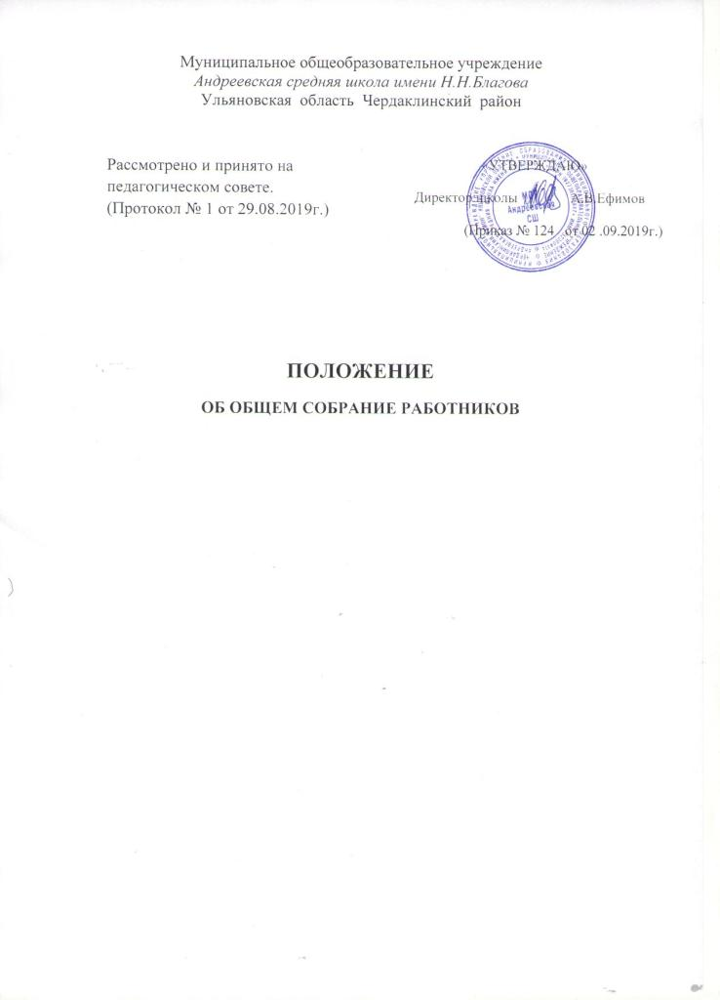 Муниципальное общеобразовательное учреждение
Андреевская средняя школа имени Н.Н.Благова
Ульяновская область Чердаклинский район
Рассмотрено и принято на
педагогическом совете.
(Протокол № 1 от 29.08.2019г.)
«УТВЕРЖДАЮ»
Директор школы А.В.Ефимов
Андреевская
СШ
(Приказ № 124 от 02 .09.2019г.)
ПОЛОЖЕНИЕ
ОБ ОБЩЕМ СОБРАНИЕ РАБОТНИКОВ